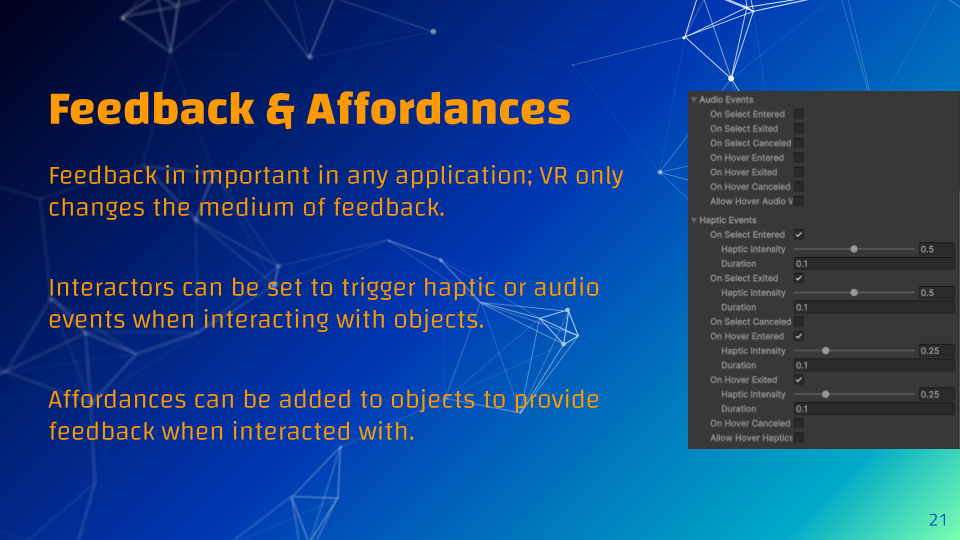 Feedback & Affordances
Feedback in important in any application; VR only
changes the medium of feedback.
Interactors can be set to trigger haptic or audio
events when interacting with objects.
Affordances can be added to objects to provide
feedback when interacted with.
Audio Events
On Select Entered
On Select Exited
On Select Canceled
On Hover Entered
On Hover Exited
On Hover Canceled
Allow Hover Audio
Haptic Events
On Select Entered
Haptic Intensity 0.5
Duration 0.1
On Select Exited
Haptic Intensity 0.5
Duration 0.1
On Select Canceled
On Hover Entered
Haptic Intensity 0.25
Duration 0.1
On Hover Exited
Haptic Intensity 0.25
Duration 0.1
On Hover Canceled
Allow Hover Haptics
21